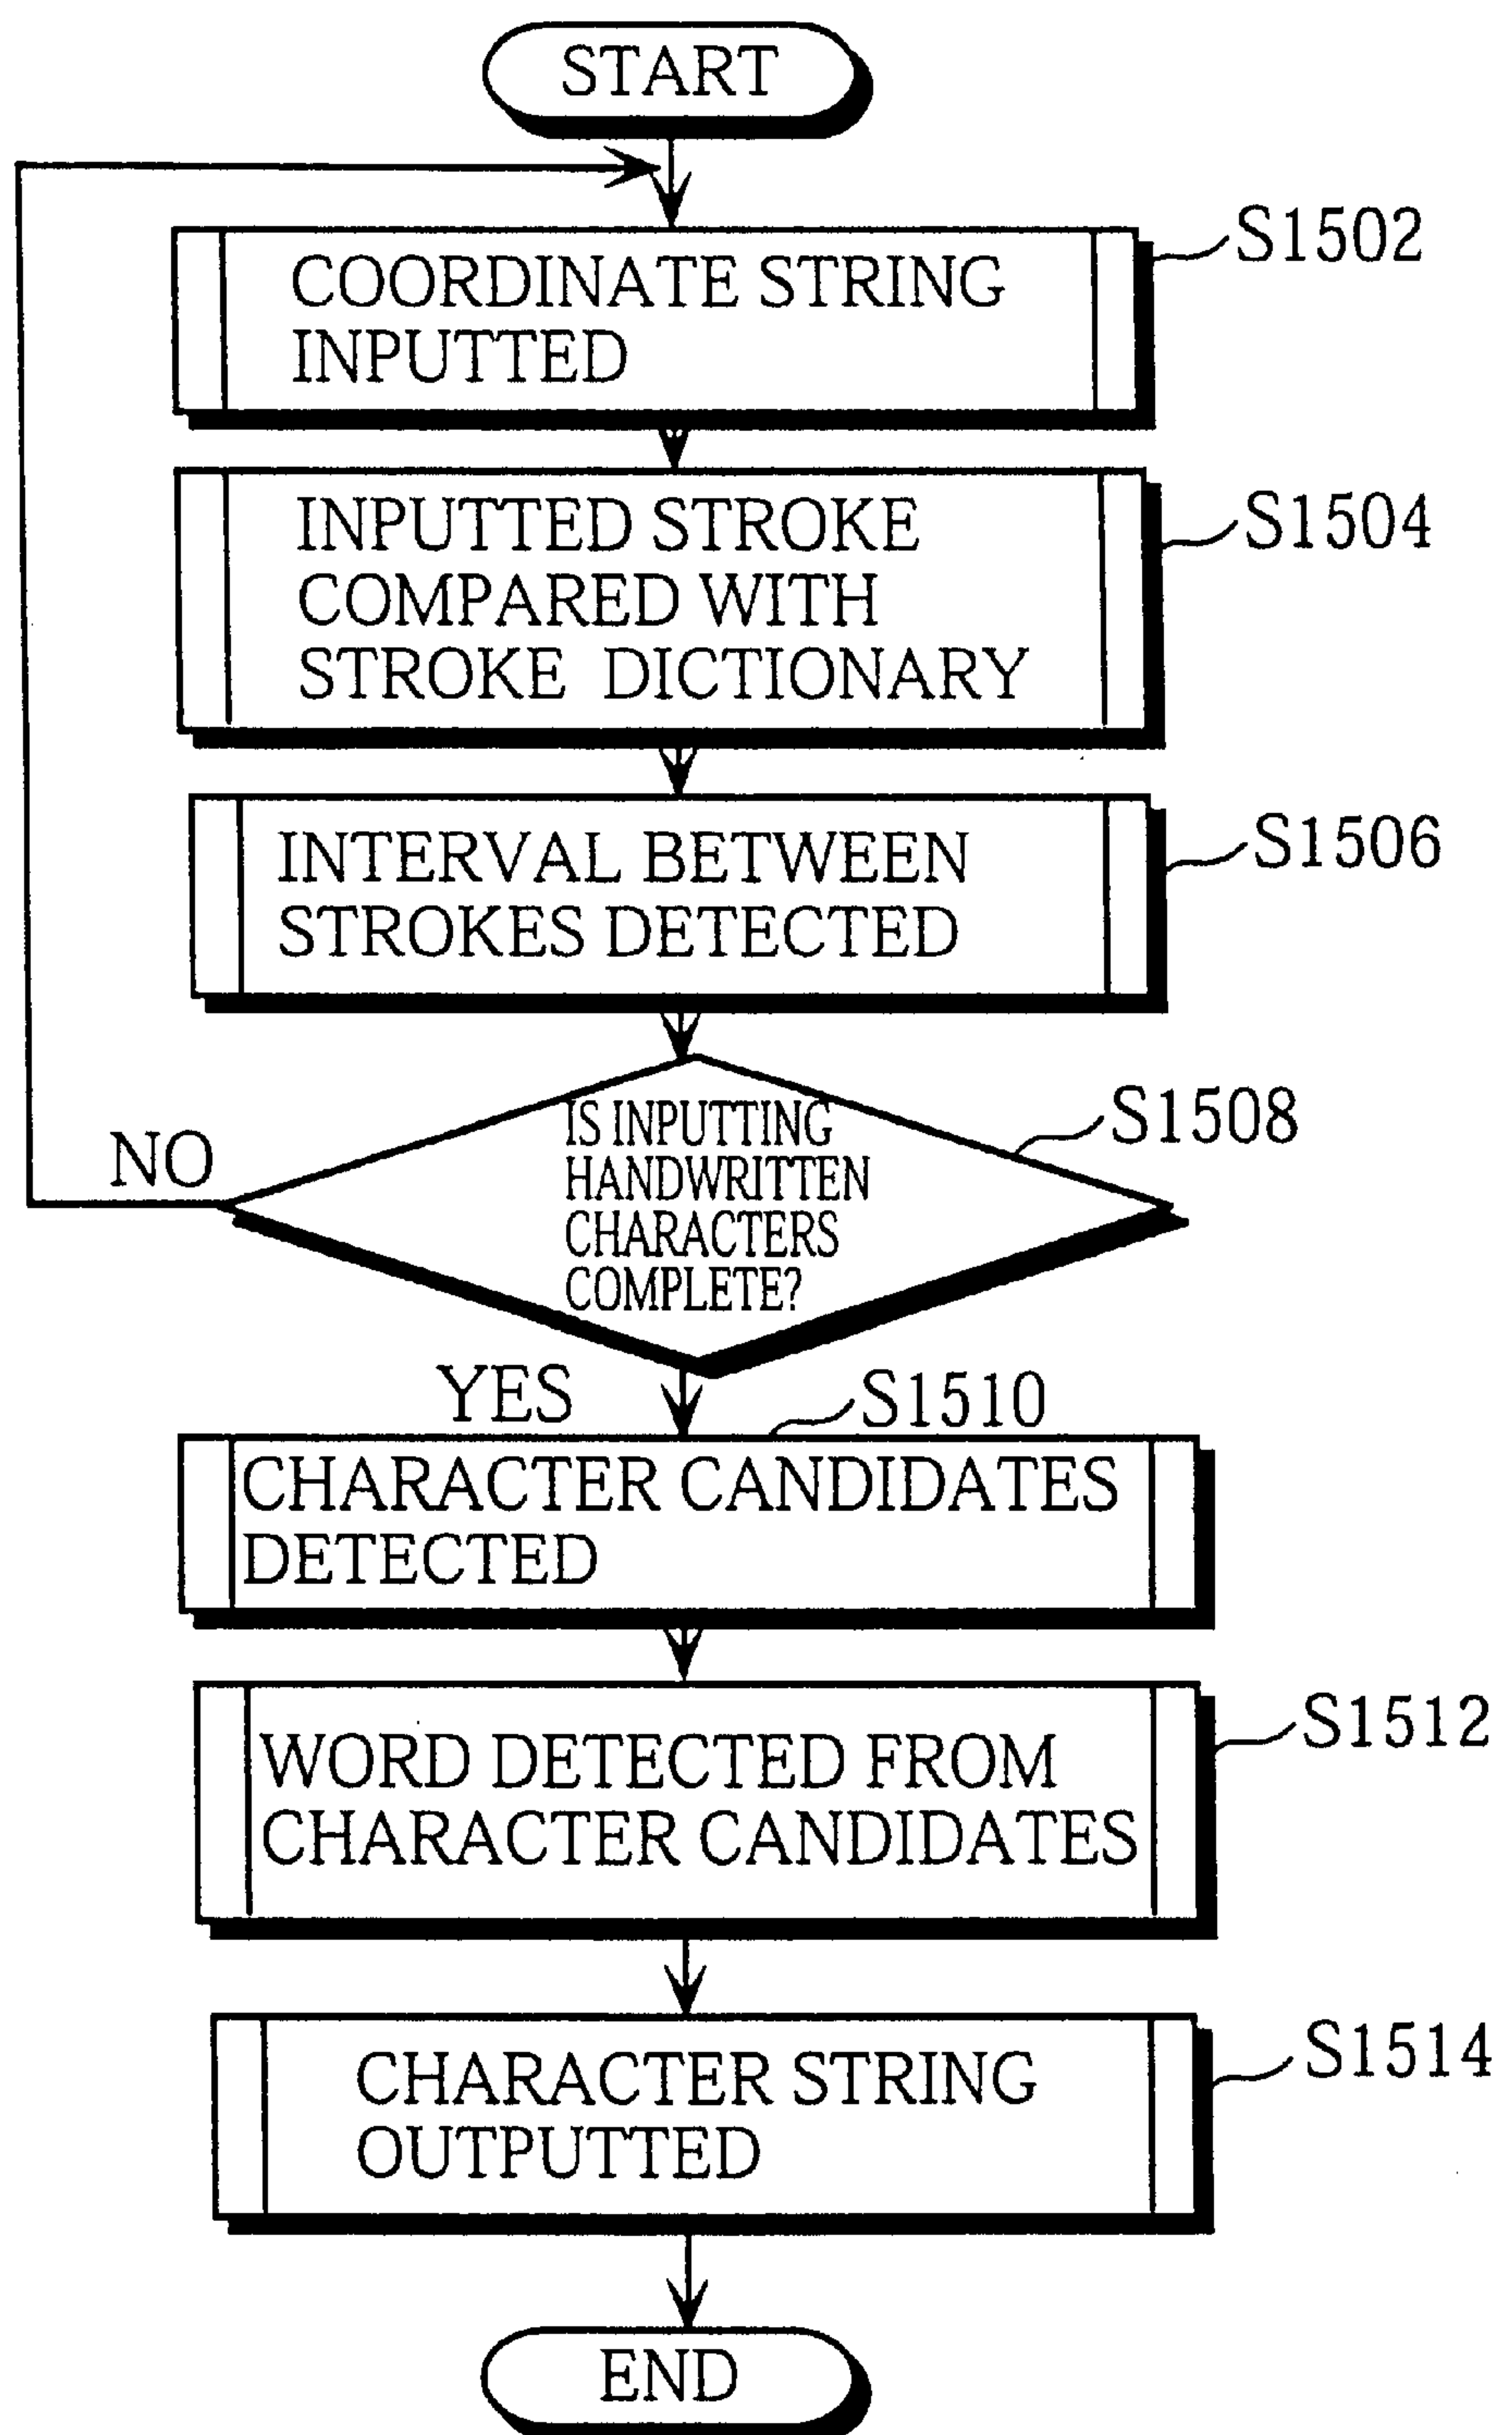 START
S1502
COORDINATE STRING
INPUTTED
S1504
INPUTTED STROKE
COMPARED WITH
STROKE DICTIONARY
S1506
INTERVAL BETWEEN
STROKES DETECTED
S1508
IS INPUTTING
HANDWRITTEN
CHARACTERS
COMPLETE?
NO
YES
S1510
CHARACTER CANDIDATES
DETECTED
S1512
WORD DETECTED FROM
CHARACTER CANDIDATES
S1514
CHARACTER STRING
OUTPUTTED
END